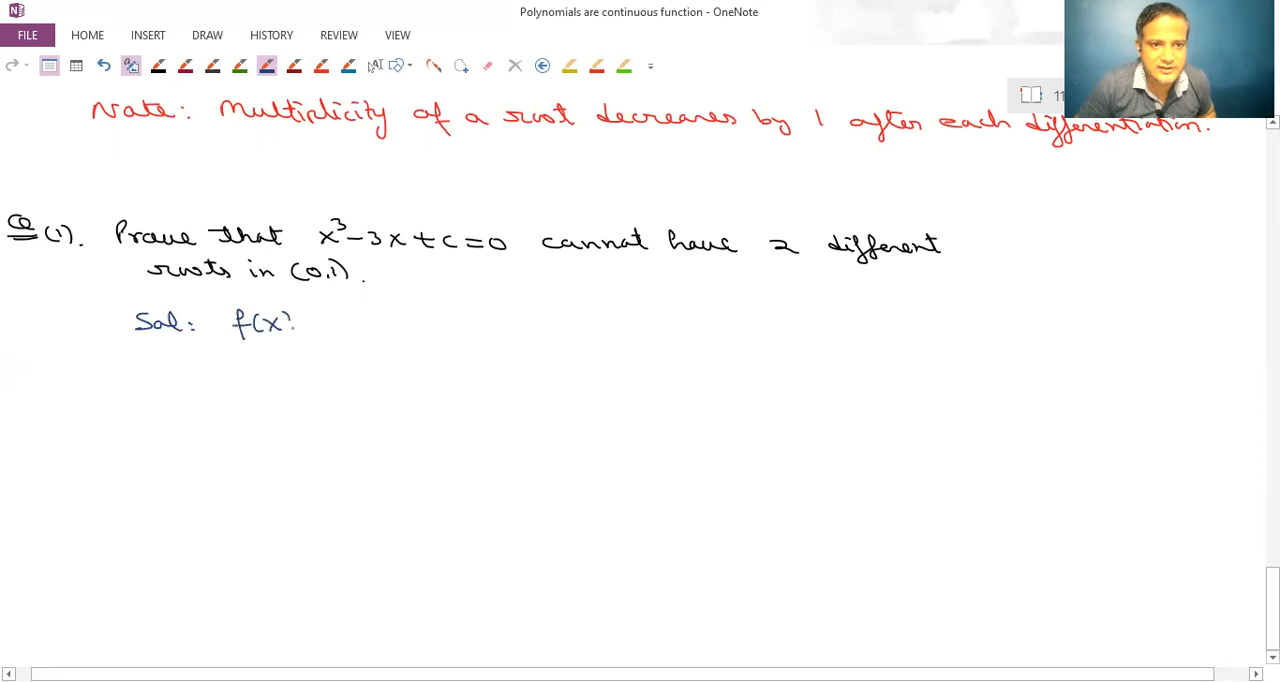 Polynomials are continuous function - OneNote
FILE HOME INSERT DRAW HISTORY REVIEW VIEW
Note: Multiplicity of a root decreases by 1 after each differentiation.
Q (1). Prove that x³-3x+c=0 cannot have 2 different
roots in (0,1).
Sol: f(x)